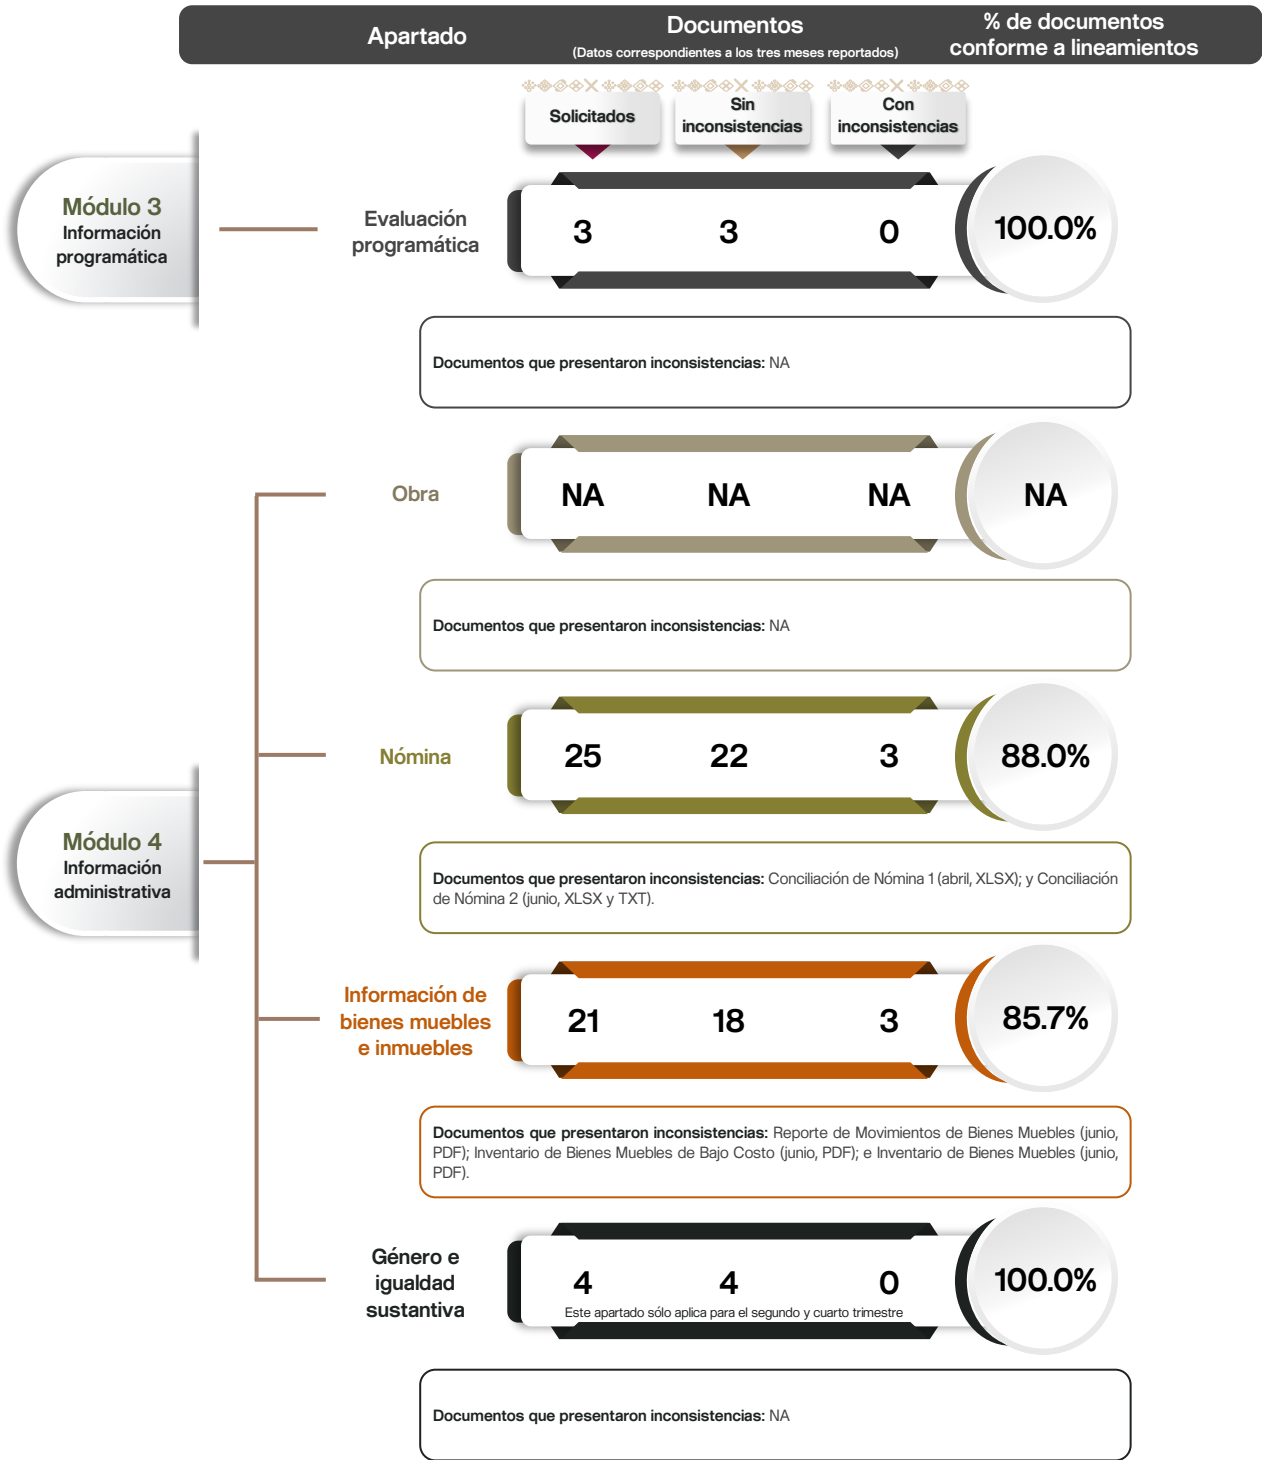 Apartado
Documentos
(Datos correspondientes a los tres meses reportados)
% de documentos
conforme a lineamientos
Solicitados
Sin
inconsistencias
Con
inconsistencias
Módulo 3
Información
programática
Evaluación
programática
3 3 0 100.0%
Documentos que presentaron inconsistencias: NA
Obra
NA NA NA NA
Documentos que presentaron inconsistencias: NA
Nómina
25 22 3 88.0%
Módulo 4
Información
administrativa
Documentos que presentaron inconsistencias: Conciliación de Nómina 1 (abril, XLSX); y Conciliación
de Nómina 2 (junio, XLSX y TXT).
Información de
bienes muebles
e inmuebles
21 18 3 85.7%
Documentos que presentaron inconsistencias: Reporte de Movimientos de Bienes Muebles (junio,
PDF); Inventario de Bienes Muebles de Bajo Costo (junio, PDF); e Inventario de Bienes Muebles (junio,
PDF).
Género e
igualdad
sustantiva
4 4 0 100.0%
Este apartado sólo aplica para el segundo y cuarto trimestre
Documentos que presentaron inconsistencias: NA